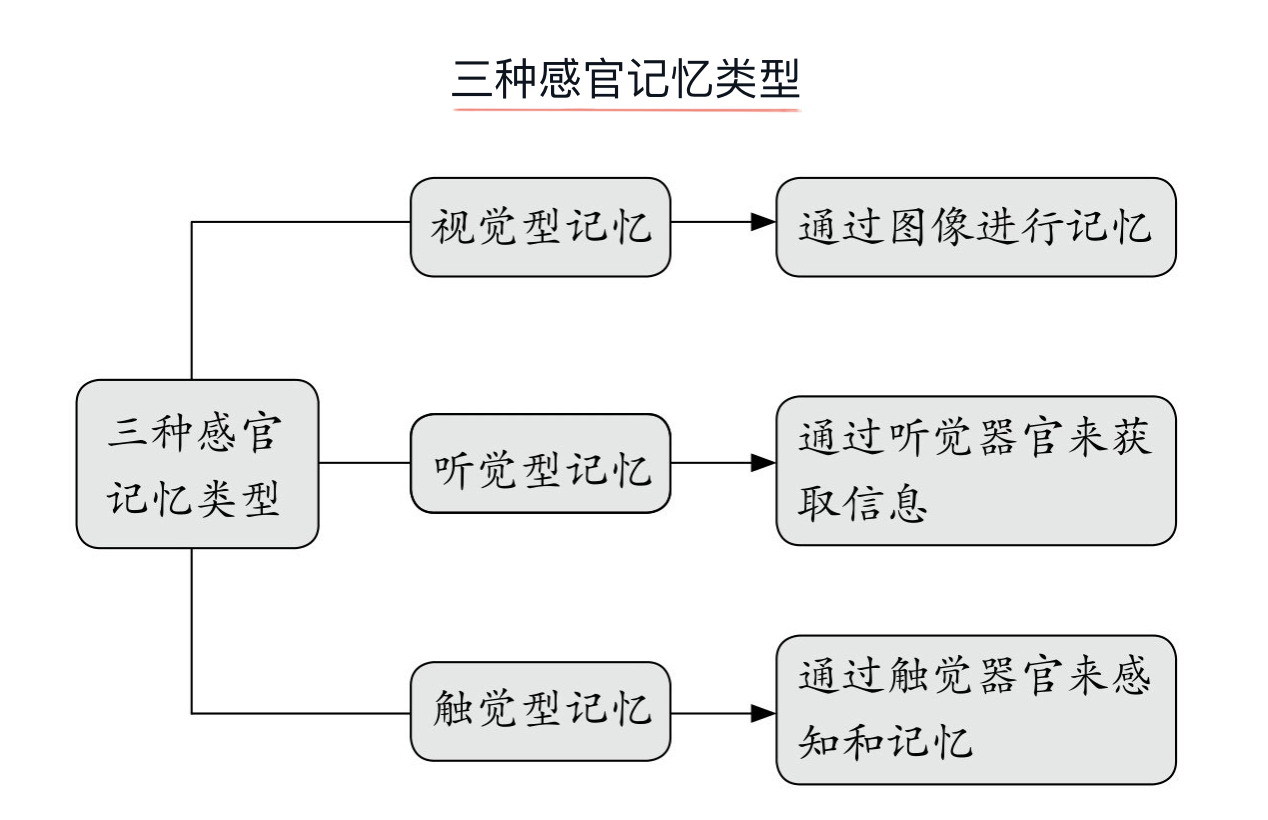 三种感官记忆类型
视觉型记忆
通过图像进行记忆
三种感官
记忆类型
听觉型记忆
通过听觉器官来获
取信息
触觉型记忆
通过触觉器官来感
知和记忆